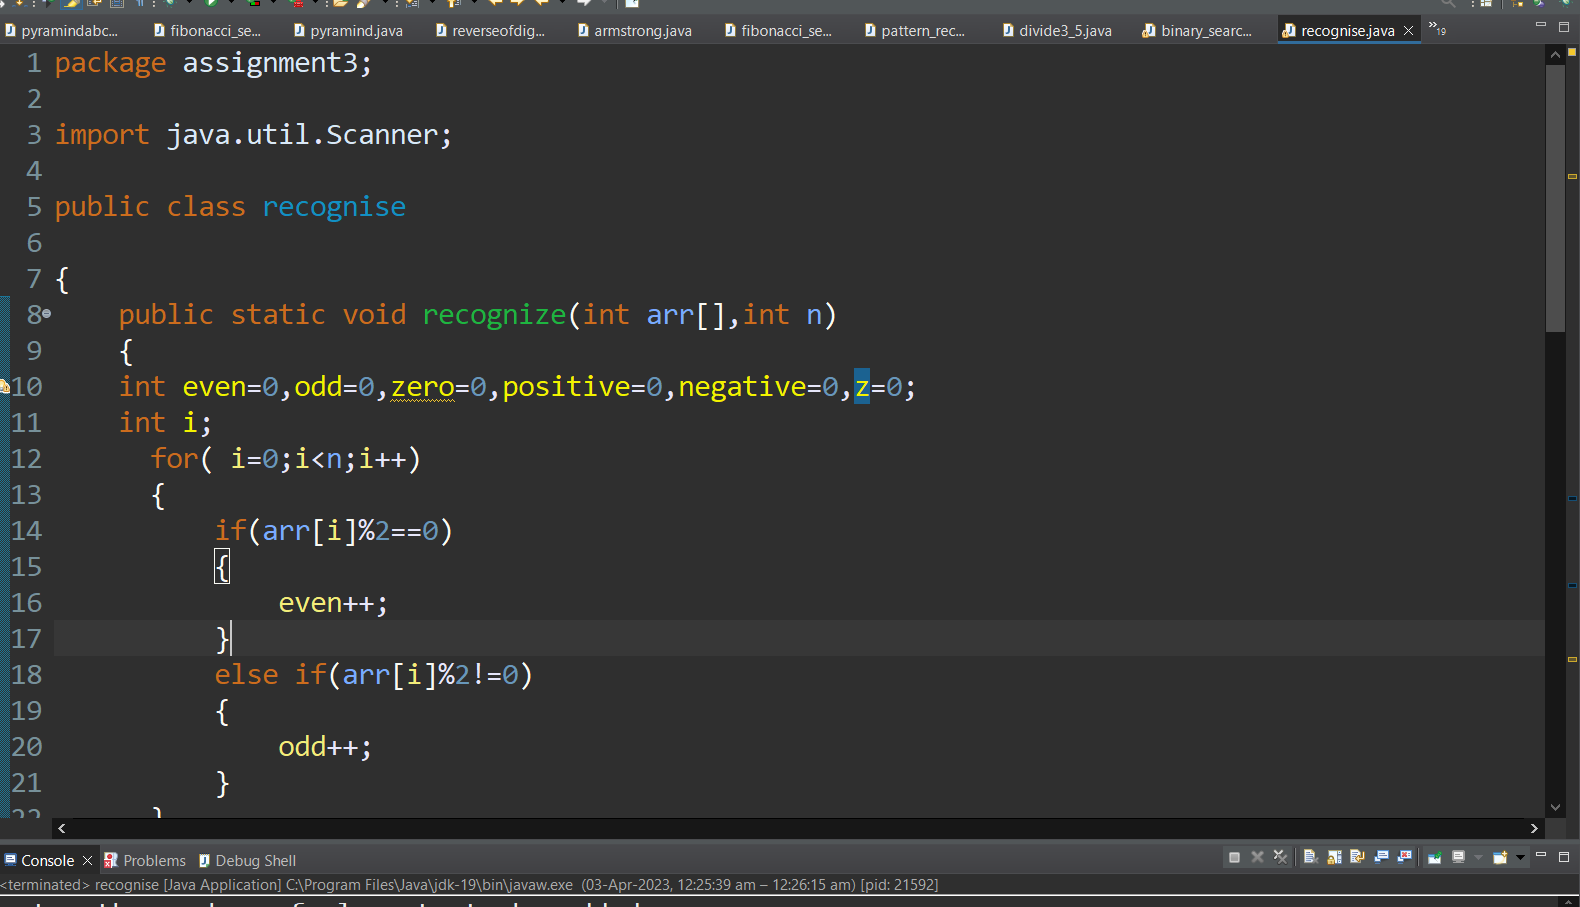 pyramindabc... fibonacci_se... pyramind.java reverseofdig... armstrong.java fibonacci_se... pattern_rec... divide3_5.java binary_searc... recognise.java »19
1 package assignment3;
2
3 import java.util.Scanner;
4
5 public class recognise
6
7 {
8 public static void recognize(int arr[],int n)
9 {
10 int even=0,odd=0,zero=0,positive=0,negative=0,z=0;
11 int i;
12 for( i=0;i<n;i++)
13 {
14 if(arr[i]%2==0)
15 {
16 even++;
17 }
18 else if(arr[i]%2!=0)
19 {
20 odd++;
21 }
22 }
Console Problems Debug Shell
<terminated> recognise [Java Application] C:\Program Files\Java\jdk-19\bin\javaw.exe (03-Apr-2023, 12:25:39 am – 12:26:15 am) [pid: 21592]